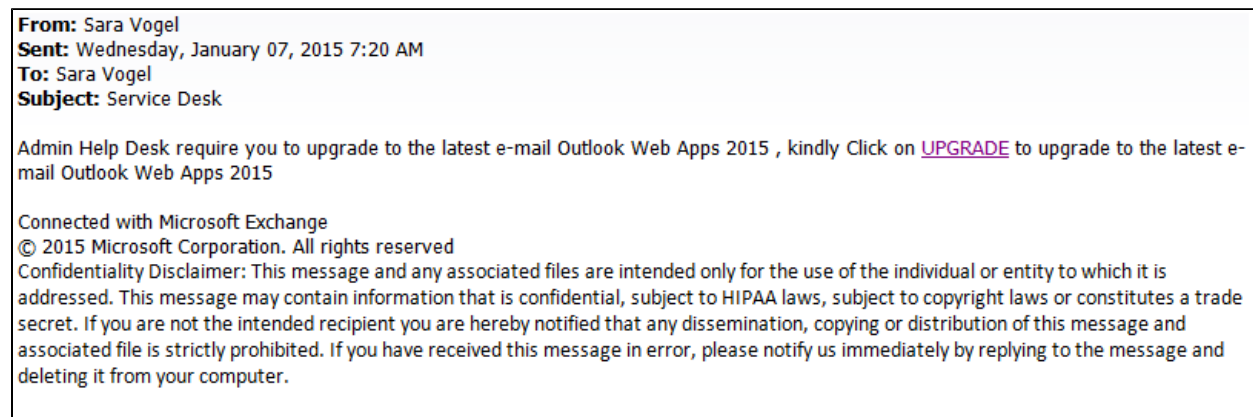 From: Sara Vogel
Sent: Wednesday, January 07, 2015 7:20 AM
To: Sara Vogel
Subject: Service Desk
Admin Help Desk require you to upgrade to the latest e-mail Outlook Web Apps 2015 , kindly Click on UPGRADE to upgrade to the latest e-
mail Outlook Web Apps 2015
Connected with Microsoft Exchange
© 2015 Microsoft Corporation. All rights reserved
Confidentiality Disclaimer: This message and any associated files are intended only for the use of the individual or entity to which it is
addressed. This message may contain information that is confidential, subject to HIPAA laws, subject to copyright laws or constitutes a trade
secret. If you are not the intended recipient you are hereby notified that any dissemination, copying or distribution of this message and
associated file is strictly prohibited. If you have received this message in error, please notify us immediately by replying to the message and
deleting it from your computer.